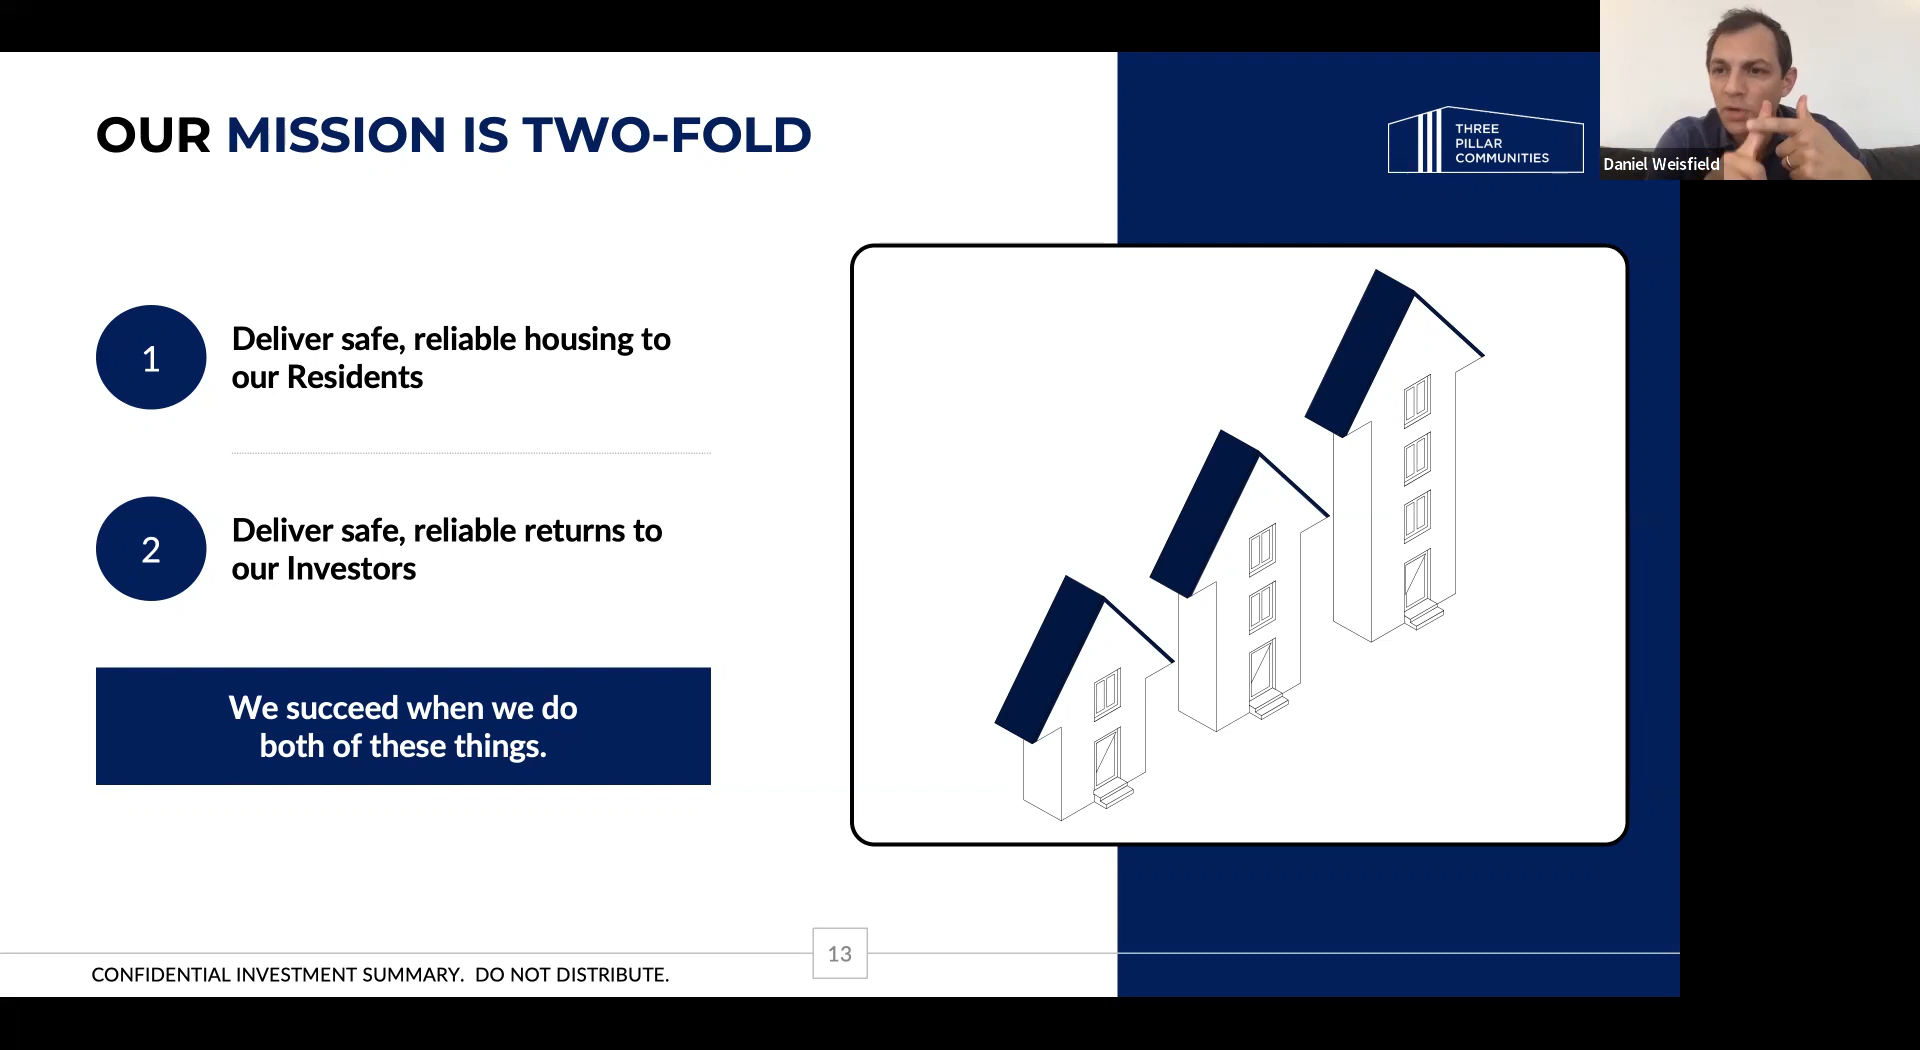 OUR MISSION IS TWO-FOLD
THREE
PILLAR
COMMUNITIES
Daniel Weisfield
1
Deliver safe, reliable housing to
our Residents
2
Deliver safe, reliable returns to
our Investors
We succeed when we do
both of these things.
13
CONFIDENTIAL INVESTMENT SUMMARY. DO NOT DISTRIBUTE.